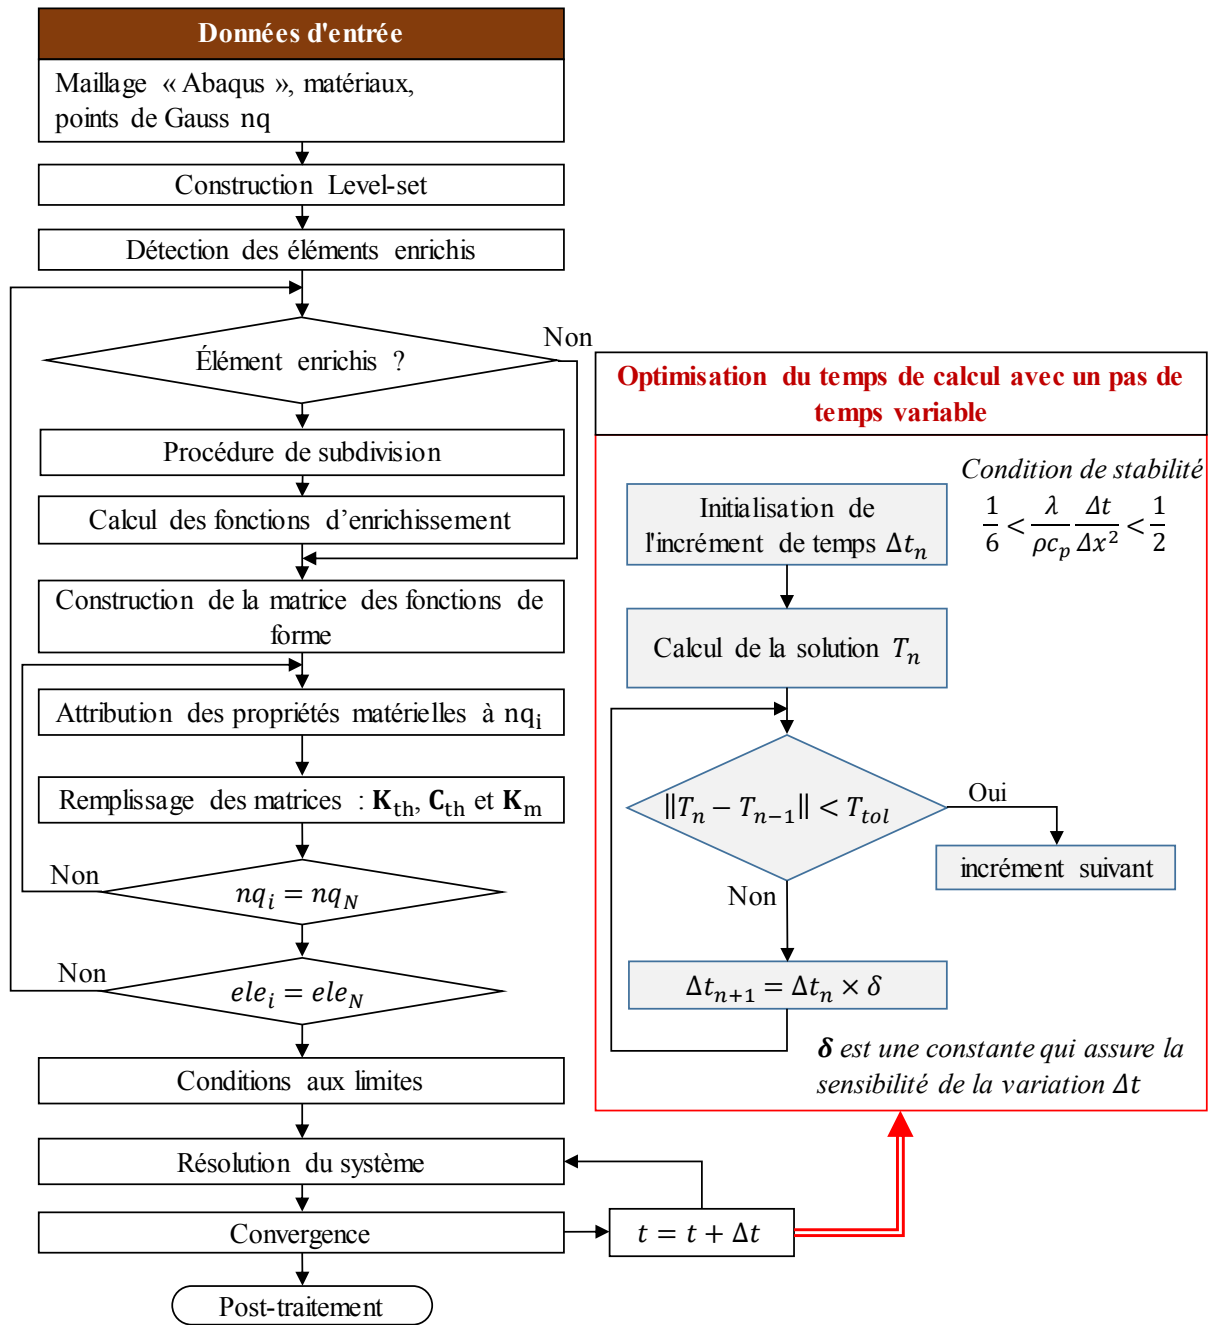 Données d'entrée
Maillage « Abaqus », matériaux,
points de Gauss nq
Construction Level-set
Détection des éléments enrichis
Élément enrichis ?
Non
Procédure de subdivision
Calcul des fonctions d’enrichissement
Construction de la matrice des fonctions de
forme
Attribution des propriétés matérielles à nq_i
Remplissage des matrices : K_th, C_th et K_m
Non
nq_i = nq_N
Non
ele_i = ele_N
Conditions aux limites
Résolution du système
Convergence
t = t + Δt
Post-traitement
Optimisation du temps de calcul avec un pas de
temps variable
Condition de stabilité
1/6 < λ/ρc_p Δt/Δx² < 1/2
Initialisation de
l'incrément de temps Δt_n
Calcul de la solution T_n
‖T_n − T_{n−1}‖ < T_tol
Oui
incrément suivant
Non
Δt_{n+1} = Δt_n × δ
δ est une constante qui assure la
sensibilité de la variation Δt